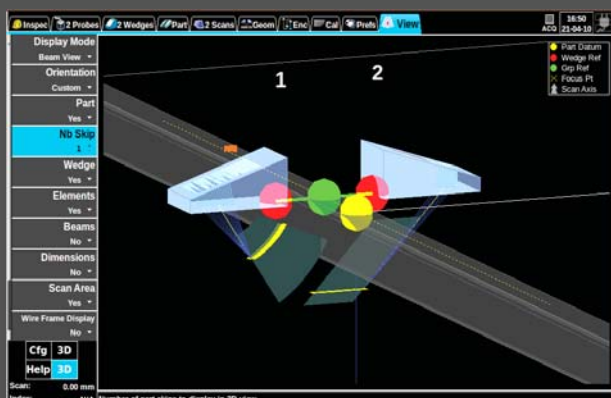 Inspec 2 Probes 2 Wedges Part 2 Scans Geom Enc Cal Prefs View
ACQ 16:50 21-04-10
Display Mode
Beam View
Orientation
Custom
Part
Yes
Nb Skip
1
Wedge
Yes
Elements
Yes
Beams
No
Dimensions
No
Scan Area
Yes
Wire Frame Display
No
Cfg 3D
Help 3D
Scan: 0.00 mm
Index: N/A
1 2
Part Datum
Wedge Ref
Grp Ref
Focus Pt
Scan Axis
Number of part skips to display in 3D view